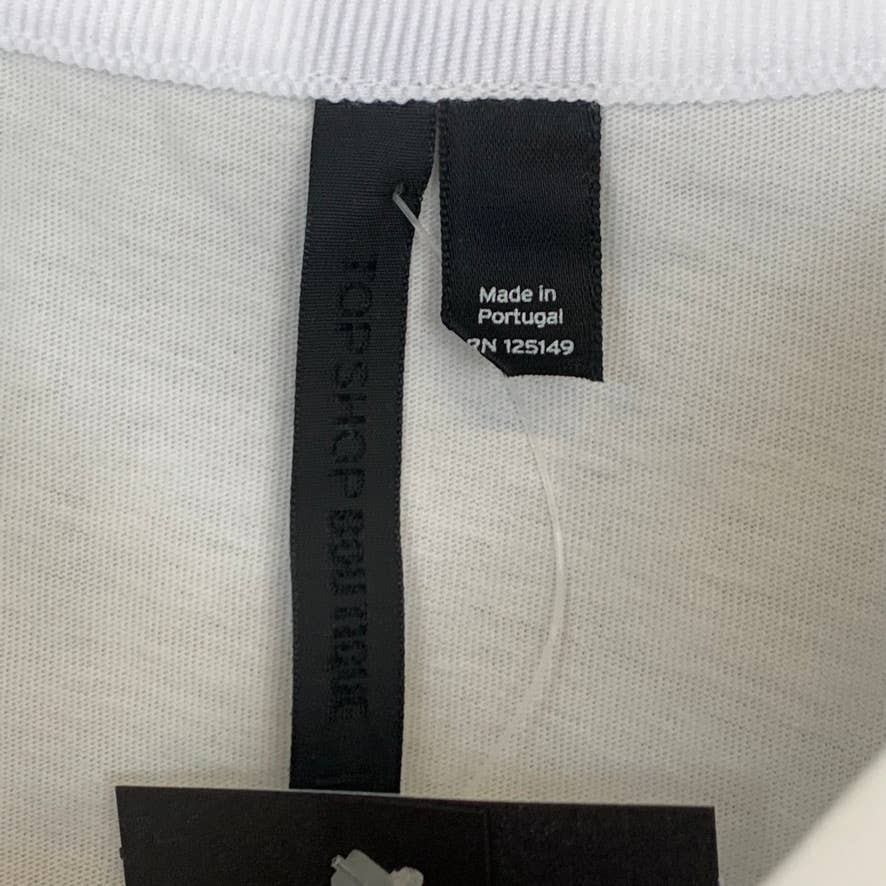 TOPSHOP BOUTIQUE
Made in
Portugal
RN 125149